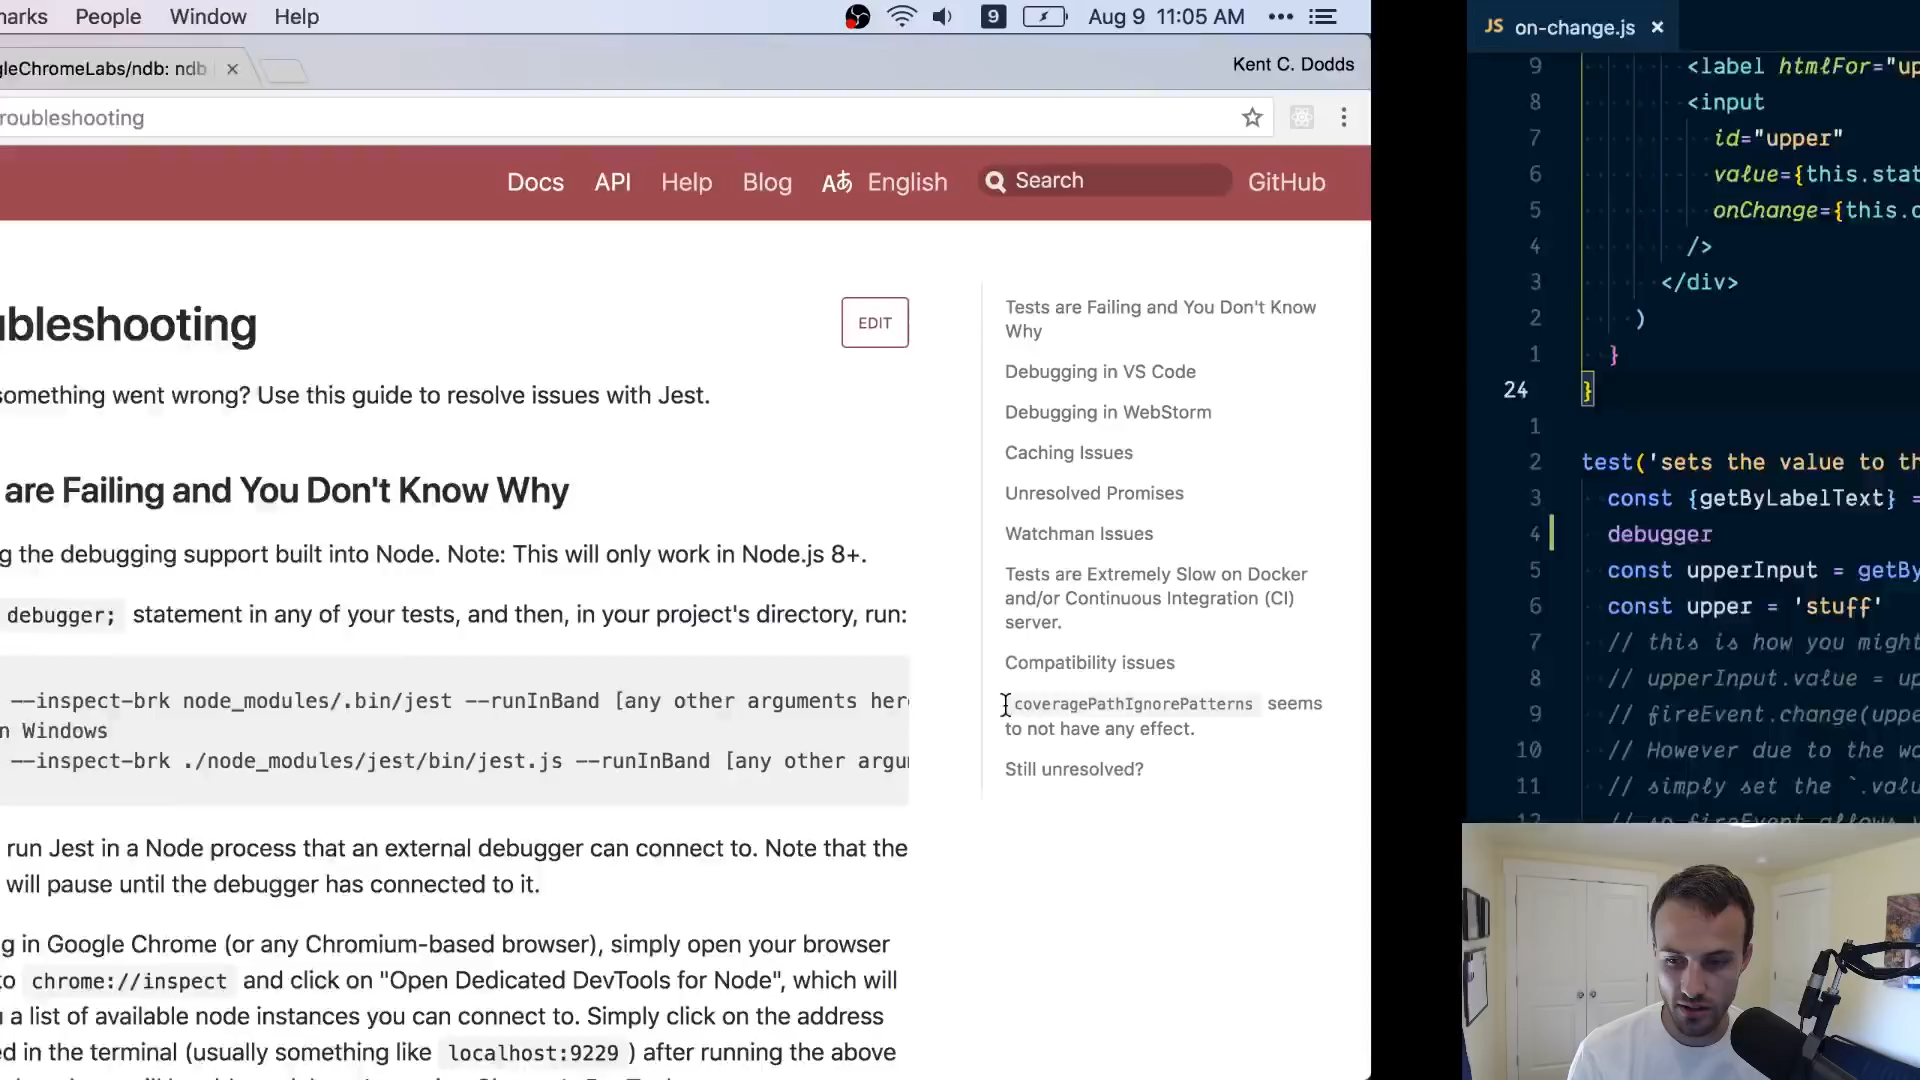 narks People Window Help
9 Aug 9 11:05 AM
gleChromeLabs/ndb: ndb
Kent C. Dodds
roubleshooting
Docs API Help Blog Aあ English Search GitHub
ubleshooting
EDIT
something went wrong? Use this guide to resolve issues with Jest.
are Failing and You Don't Know Why
g the debugging support built into Node. Note: This will only work in Node.js 8+.
debugger; statement in any of your tests, and then, in your project's directory, run:
--inspect-brk node_modules/.bin/jest --runInBand [any other arguments her
n Windows
--inspect-brk ./node_modules/jest/bin/jest.js --runInBand [any other argu
run Jest in a Node process that an external debugger can connect to. Note that the
will pause until the debugger has connected to it.
g in Google Chrome (or any Chromium-based browser), simply open your browser
to chrome://inspect and click on "Open Dedicated DevTools for Node", which will
a list of available node instances you can connect to. Simply click on the address
ed in the terminal (usually something like localhost:9229 ) after running the above
Tests are Failing and You Don't Know
Why
Debugging in VS Code
Debugging in WebStorm
Caching Issues
Unresolved Promises
Watchman Issues
Tests are Extremely Slow on Docker
and/or Continuous Integration (CI)
server.
Compatibility issues
coveragePathIgnorePatterns seems
to not have any effect.
Still unresolved?
JS on-change.js
9 <label htmlFor="up
8 <input
7 id="upper"
6 value={this.stat
5 onChange={this.c
4 />
3 </div>
2 )
1 }
24 }
1
2 test('sets the value to th
3 const {getByLabelText} =
4 debugger
5 const upperInput = getBy
6 const upper = 'stuff'
7 // this is how you might
8 // upperInput.value = up
9 // fireEvent.change(uppe
10 // However due to the wo
11 // simply set the `.valu
12 // so fireEvent allows